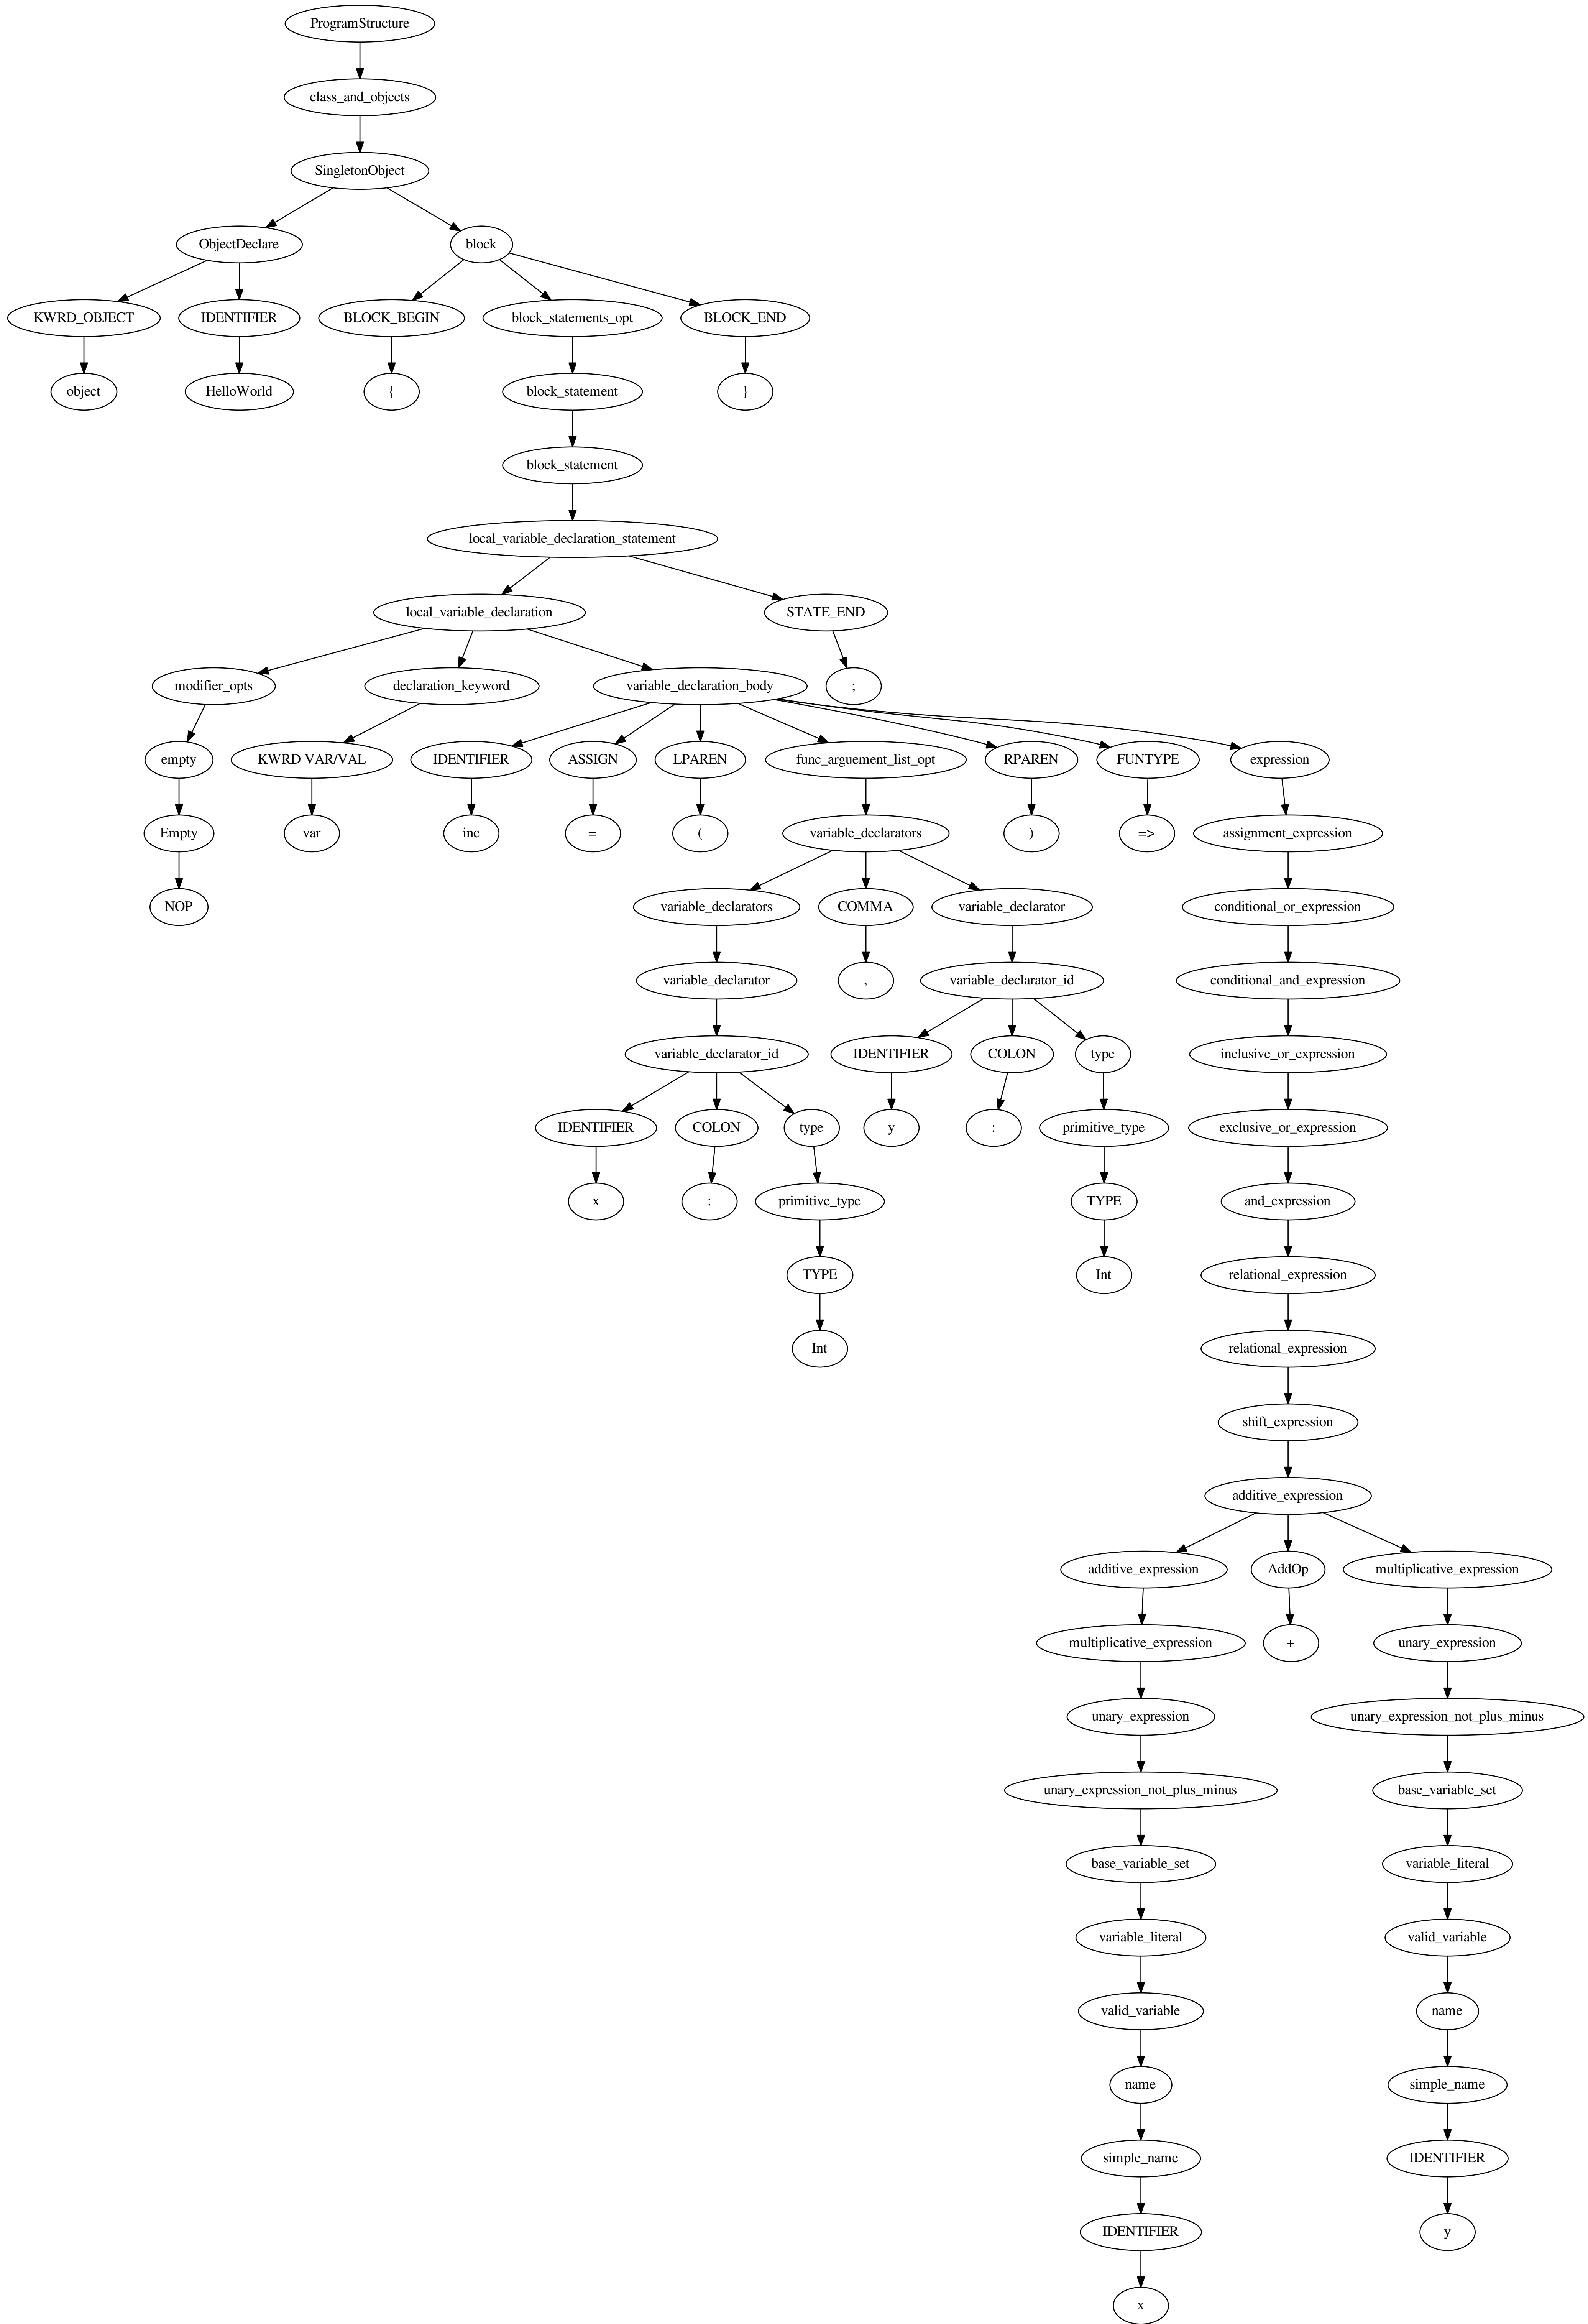 ProgramStructure
class_and_objects
SingletonObject
ObjectDeclare
block
KWRD_OBJECT
IDENTIFIER
BLOCK_BEGIN
block_statements_opt
BLOCK_END
object
HelloWorld
{
block_statement
}
block_statement
local_variable_declaration_statement
local_variable_declaration
STATE_END
modifier_opts
declaration_keyword
variable_declaration_body
;
empty
KWRD VAR/VAL
IDENTIFIER
ASSIGN
LPAREN
func_arguement_list_opt
RPAREN
FUNTYPE
expression
Empty
var
inc
=
(
variable_declarators
)
=>
assignment_expression
NOP
variable_declarators
COMMA
variable_declarator
conditional_or_expression
variable_declarator
,
variable_declarator_id
conditional_and_expression
variable_declarator_id
IDENTIFIER
COLON
type
inclusive_or_expression
IDENTIFIER
COLON
type
y
:
primitive_type
exclusive_or_expression
x
:
primitive_type
TYPE
and_expression
TYPE
Int
relational_expression
Int
relational_expression
shift_expression
additive_expression
additive_expression
AddOp
multiplicative_expression
multiplicative_expression
+
unary_expression
unary_expression
unary_expression_not_plus_minus
unary_expression_not_plus_minus
base_variable_set
base_variable_set
variable_literal
variable_literal
valid_variable
valid_variable
name
name
simple_name
simple_name
IDENTIFIER
IDENTIFIER
y
x